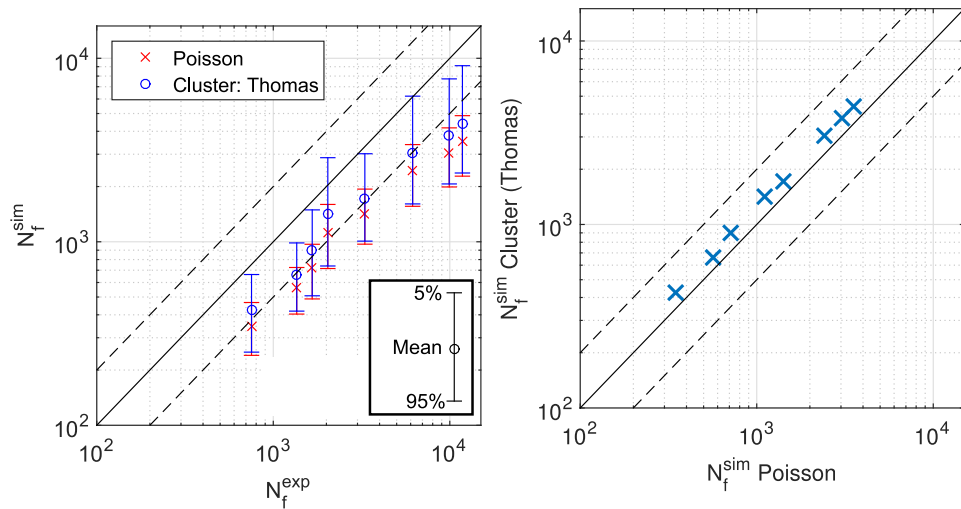 10^4
Poisson
Cluster: Thomas
N_f^sim
10^3
5%
Mean
95%
10^2
10^2
10^3
10^4
N_f^exp
10^4
N_f^sim Cluster (Thomas)
10^3
10^2
10^2
10^3
10^4
N_f^sim Poisson